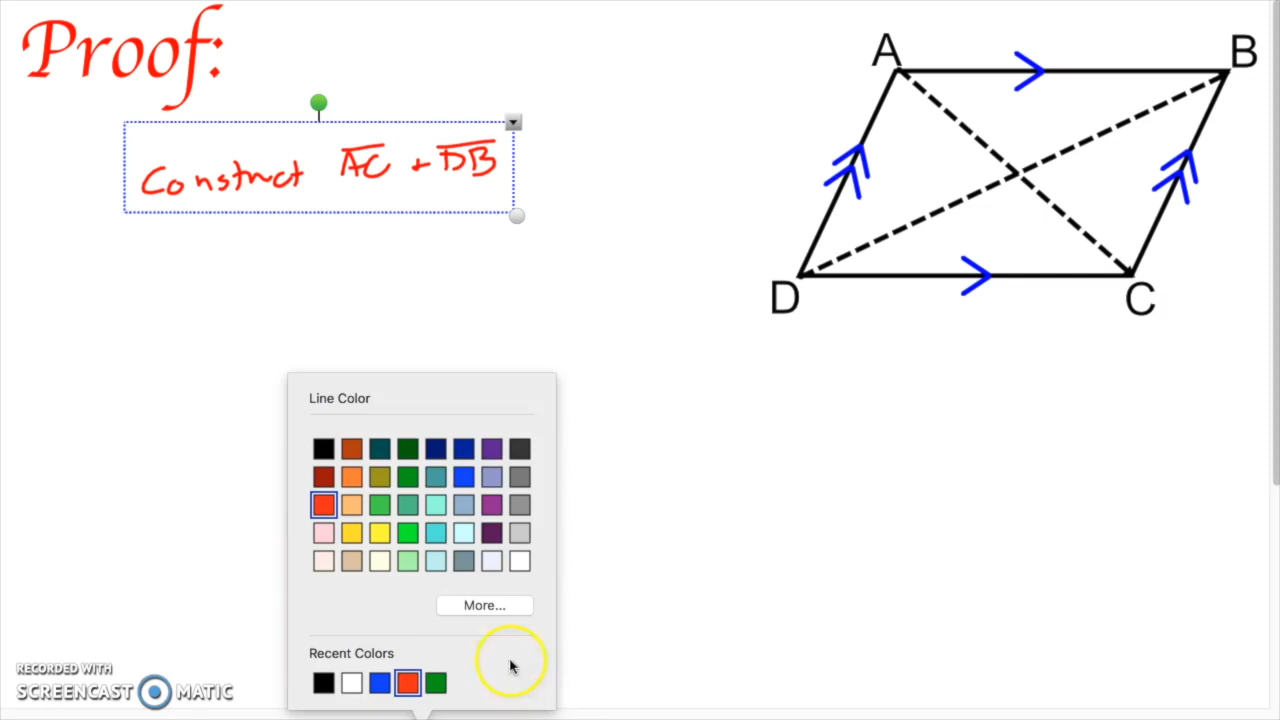 Proof:
Construct AC + DB
A
B
D
C
Line Color
More...
Recent Colors
RECORDED WITH
SCREENCAST MATIC